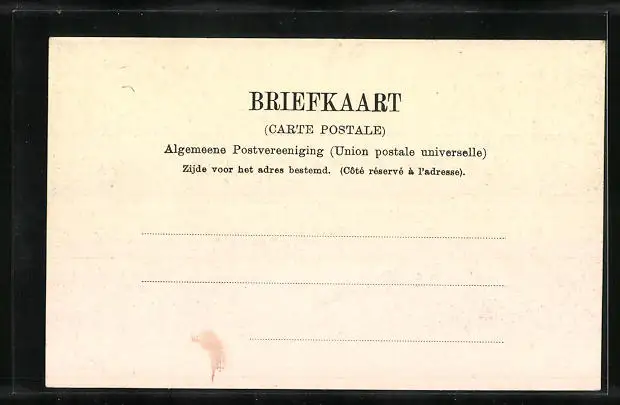 BRIEFKAART
(CARTE POSTALE)
Algemeene Postvereeniging (Union postale universelle)
Zijde voor het adres bestemd. (Côté réservé à l'adresse).